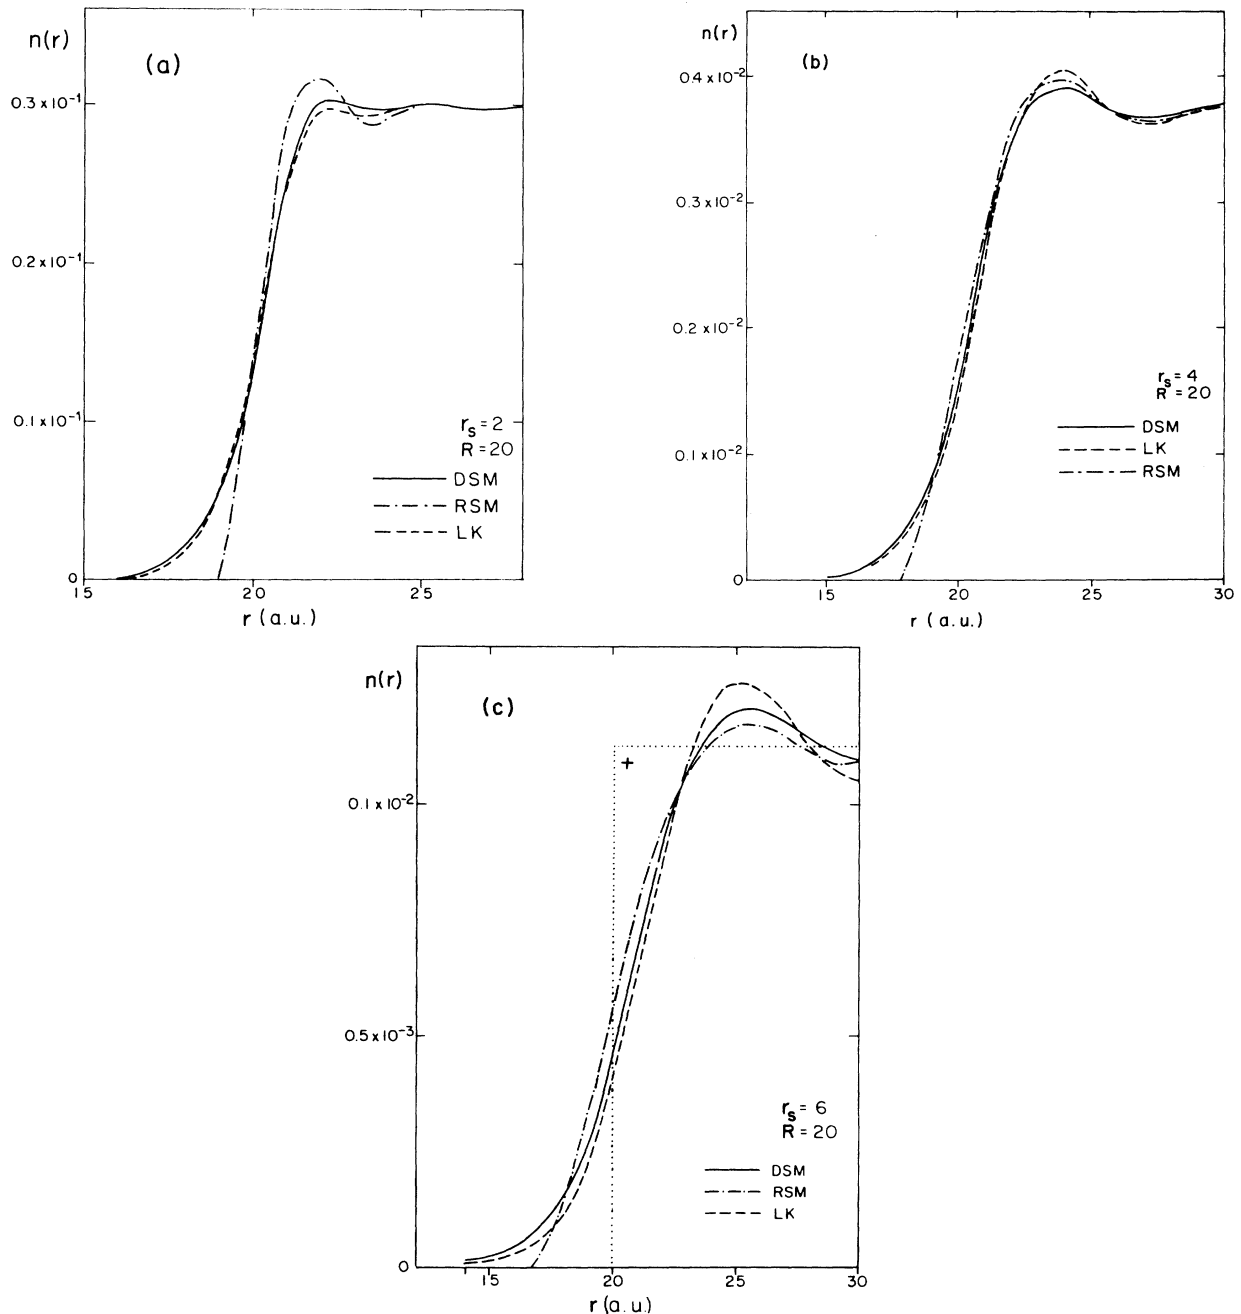 n(r)
(a)
0.3 x 10⁻¹
0.2 x 10⁻¹
0.1 x 10⁻¹
0
15
20
25
r (a.u.)
r_s = 2
R = 20
DSM
RSM
LK
n(r)
(b)
0.4 x 10⁻²
0.3 x 10⁻²
0.2 x 10⁻²
0.1 x 10⁻²
0
15
20
25
30
r (a.u.)
r_s = 4
R = 20
DSM
LK
RSM
n(r)
(c)
+
0.1 x 10⁻²
0.5 x 10⁻³
0
15
20
25
30
r (a.u.)
r_s = 6
R = 20
DSM
RSM
LK